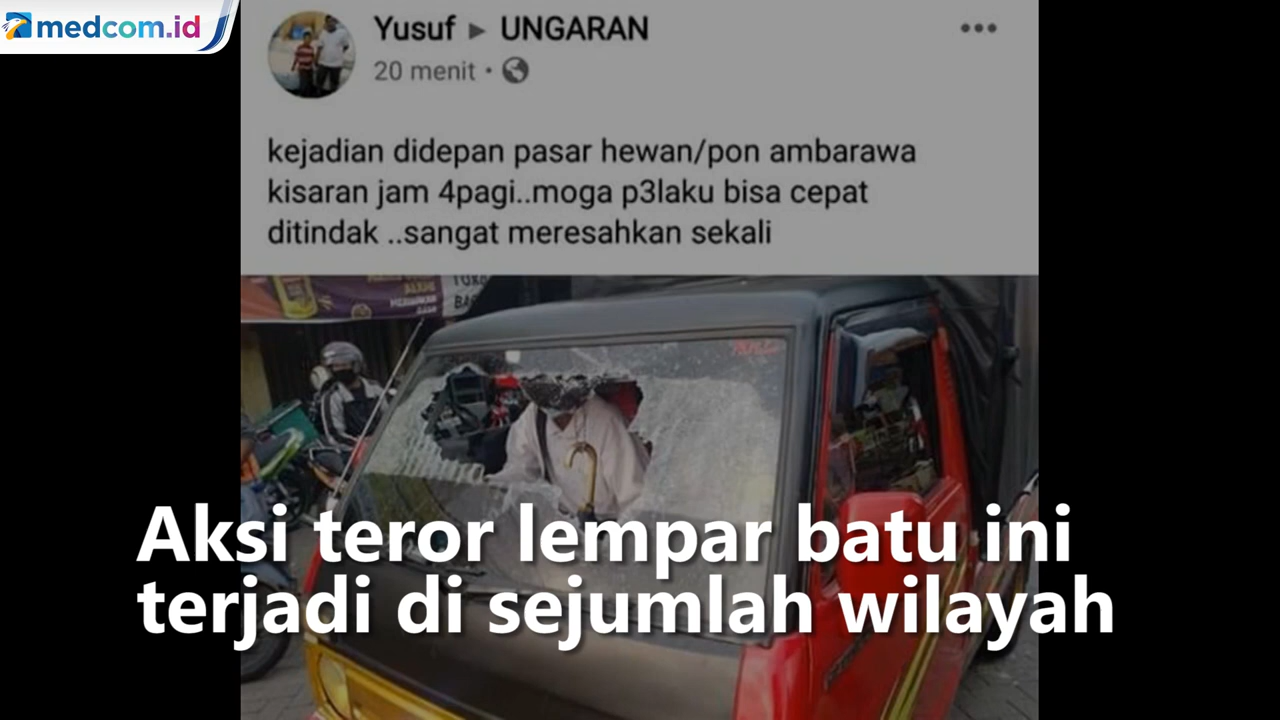 medcom.id
Yusuf ▸ UNGARAN
20 menit ·
kejadian didepan pasar hewan/pon ambarawa
kisaran jam 4pagi..moga p3laku bisa cepat
ditindak ..sangat meresahkan sekali
Aksi teror lempar batu ini
terjadi di sejumlah wilayah